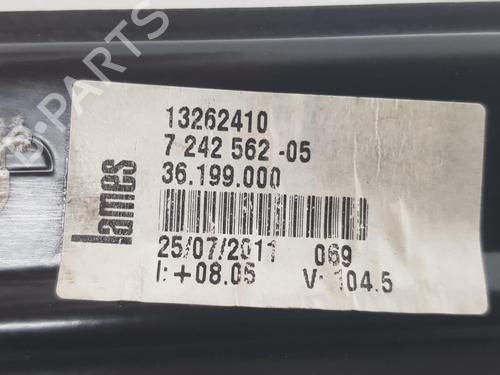 B-PARTS
13262410
7 242 562 -05
36.199.000
lames
25/07/2011 069
I: +08.05 V: 104.5